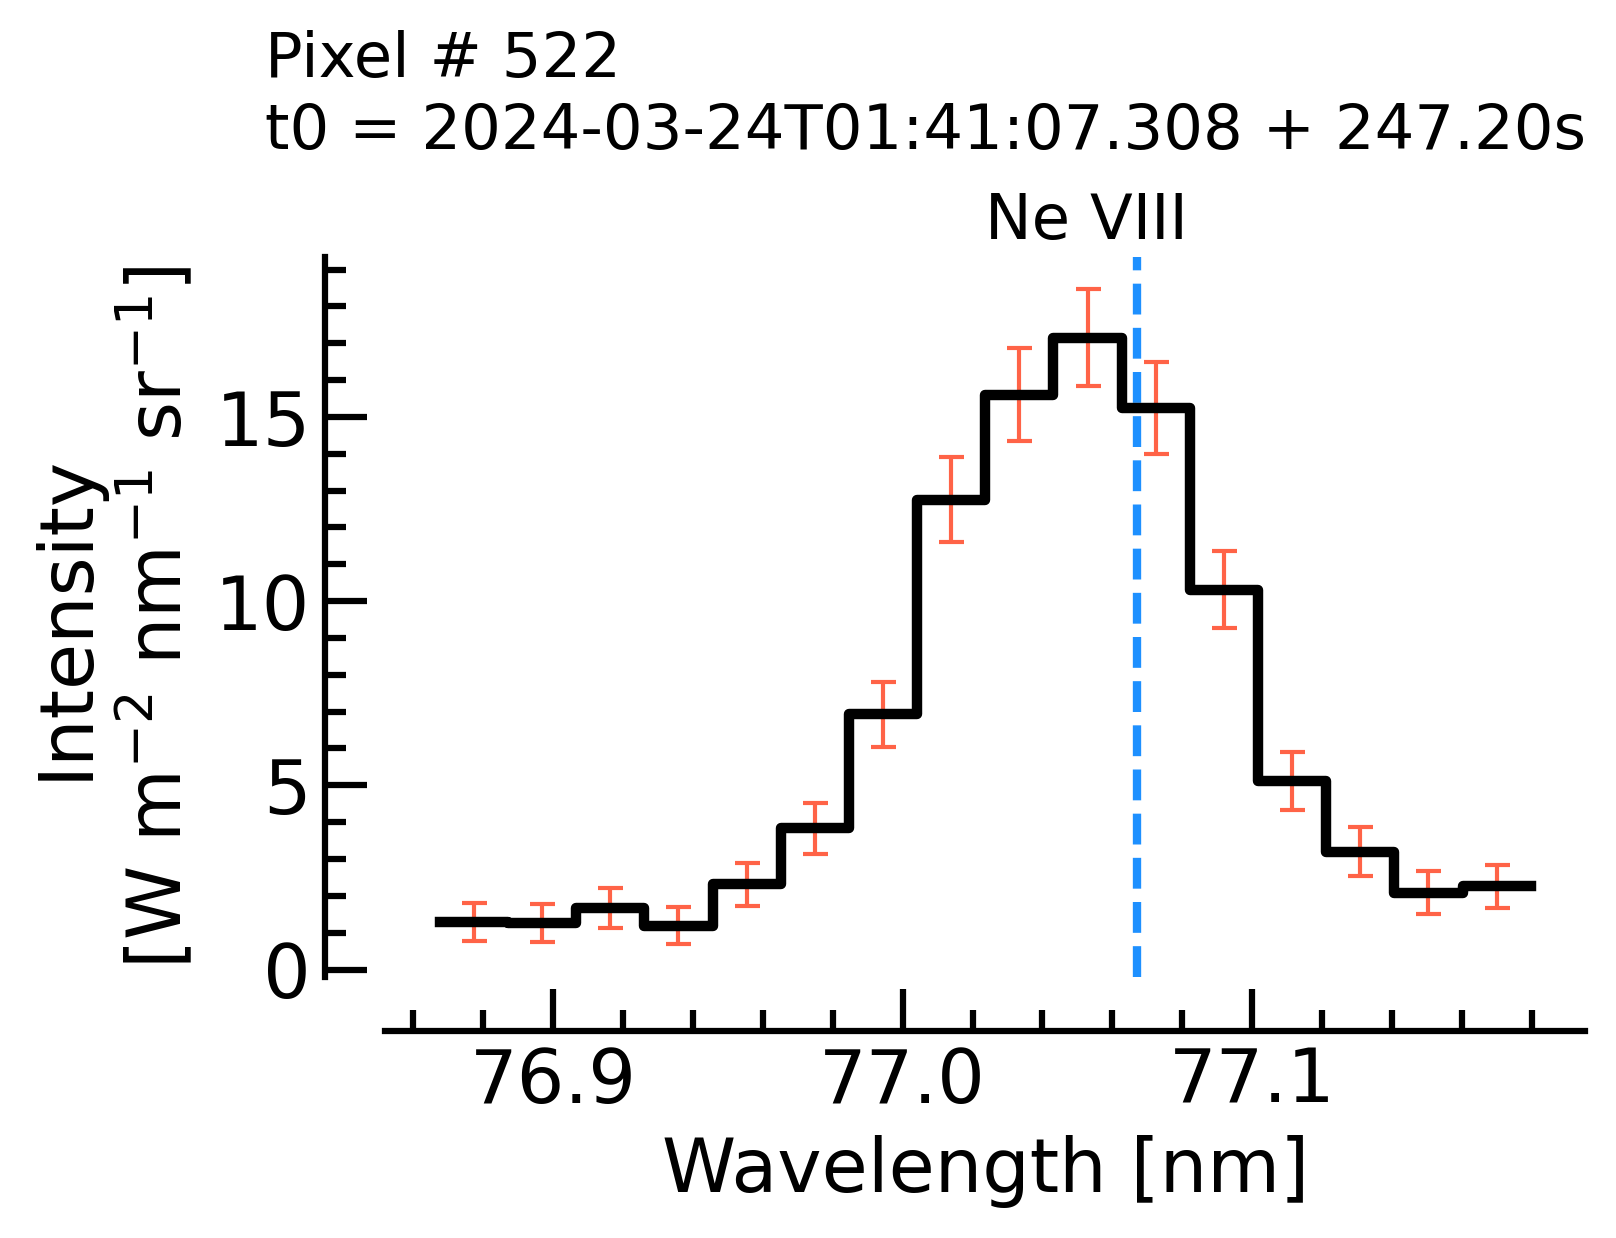 Pixel # 522
t0 = 2024-03-24T01:41:07.308 + 247.20s
Ne VIII
Intensity
[W m⁻² nm⁻¹ sr⁻¹]
15
10
5
0
76.9 77.0 77.1
Wavelength [nm]